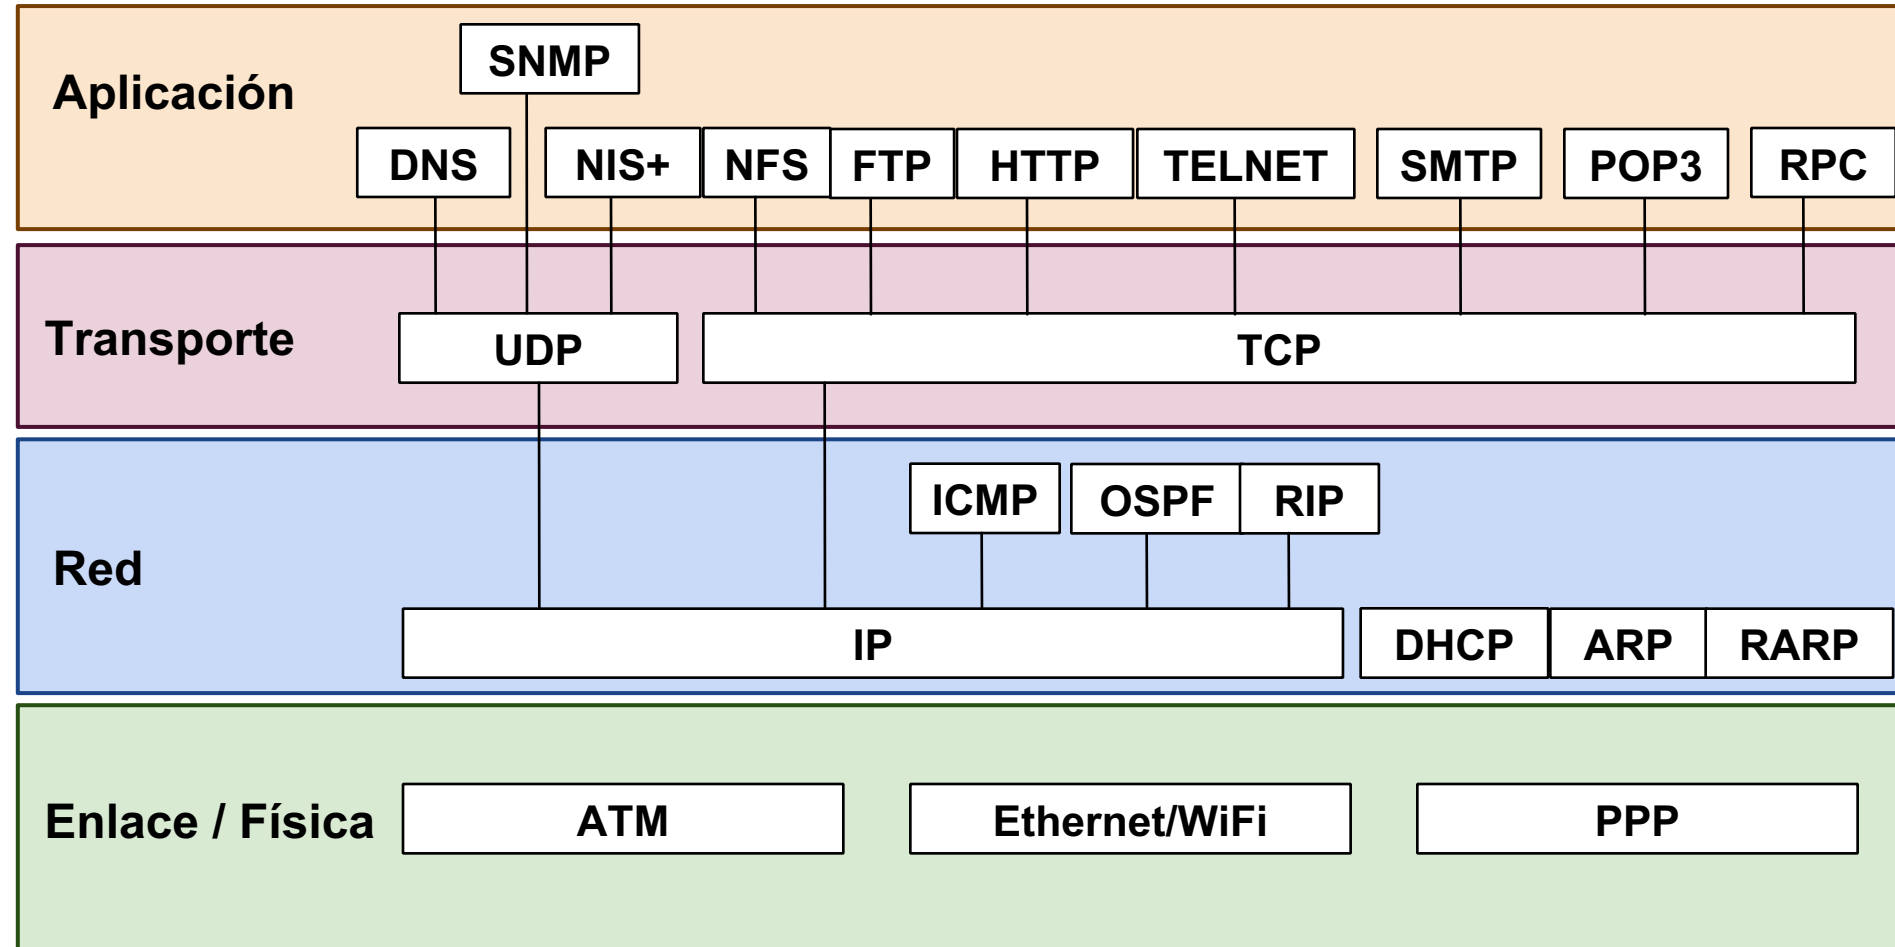 SNMP
Aplicación
DNS
NIS+
NFS
FTP
HTTP
TELNET
SMTP
POP3
RPC
Transporte
UDP
TCP
ICMP
OSPF
RIP
Red
IP
DHCP
ARP
RARP
Enlace / Física
ATM
Ethernet/WiFi
PPP